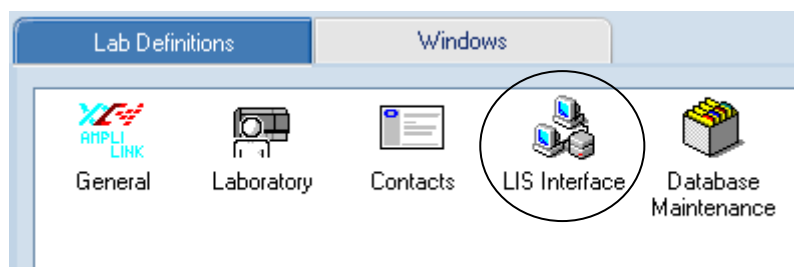 Lab Definitions Windows
AMPLI
LINK
General Laboratory Contacts LIS Interface Database
Maintenance